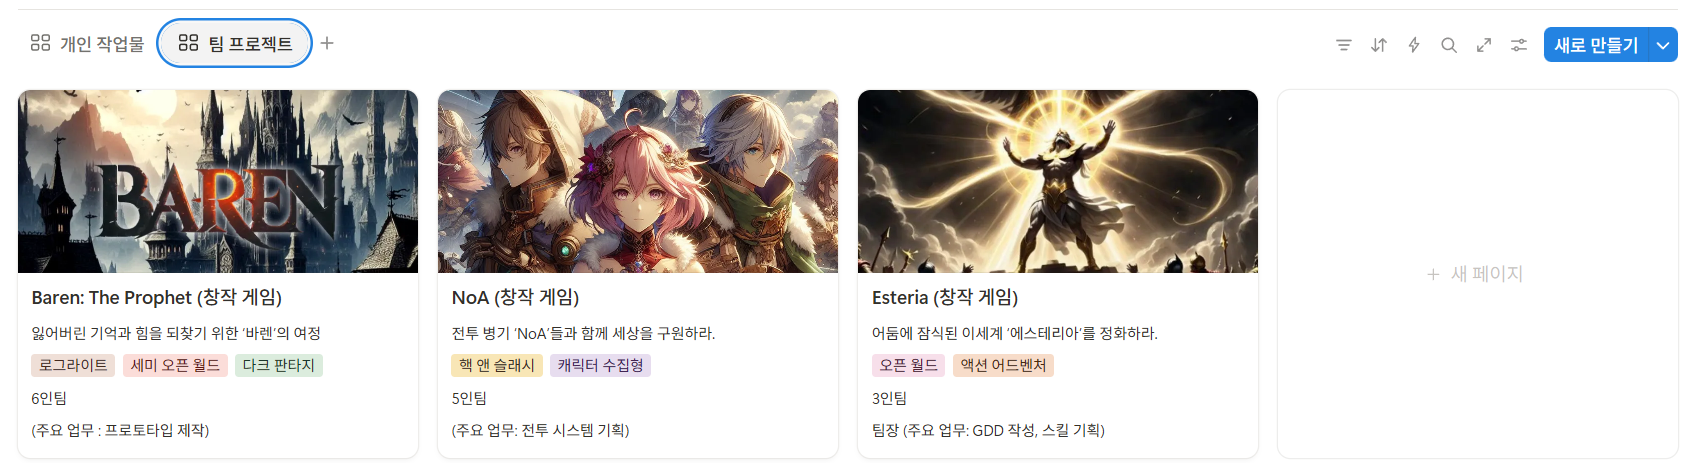 개인 작업물
팀 프로젝트
새로 만들기
BAREN
Baren: The Prophet (창작 게임)
잃어버린 기억과 힘을 되찾기 위한 ‘바렌’의 여정
로그라이트 세미 오픈 월드 다크 판타지
6인팀
(주요 업무 : 프로토타입 제작)
NoA (창작 게임)
전투 병기 ‘NoA’들과 함께 세상을 구원하라.
핵 앤 슬래시 캐릭터 수집형
5인팀
(주요 업무: 전투 시스템 기획)
Esteria (창작 게임)
어둠에 잠식된 이세계 ‘에스테리아’를 정화하라.
오픈 월드 액션 어드벤처
3인팀
팀장 (주요 업무: GDD 작성, 스킬 기획)
+ 새 페이지